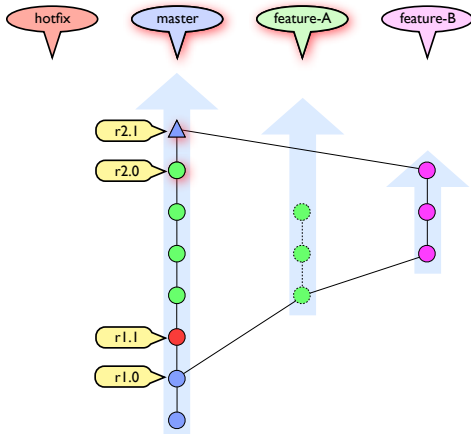 hotfix
master
feature-A
feature-B
r2.1
r2.0
r1.1
r1.0